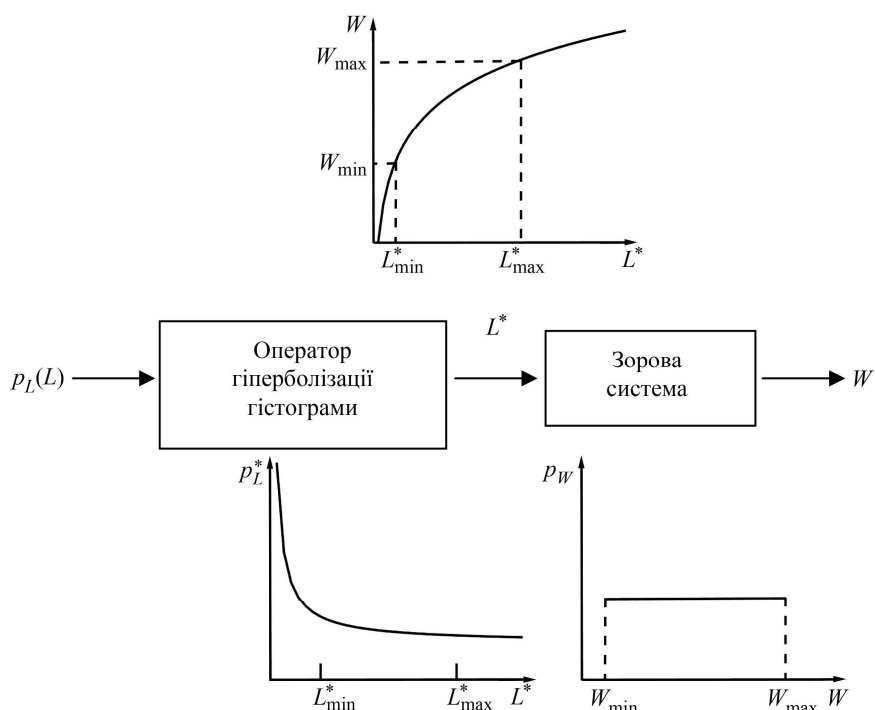 W
W_max
W_min
L*_min L*_max L*
p_L(L)
Оператор
гіперболізації
гістограми
L*
Зорова
система
W
p*_L
L*_min L*_max L*
p_W
W_min W_max W